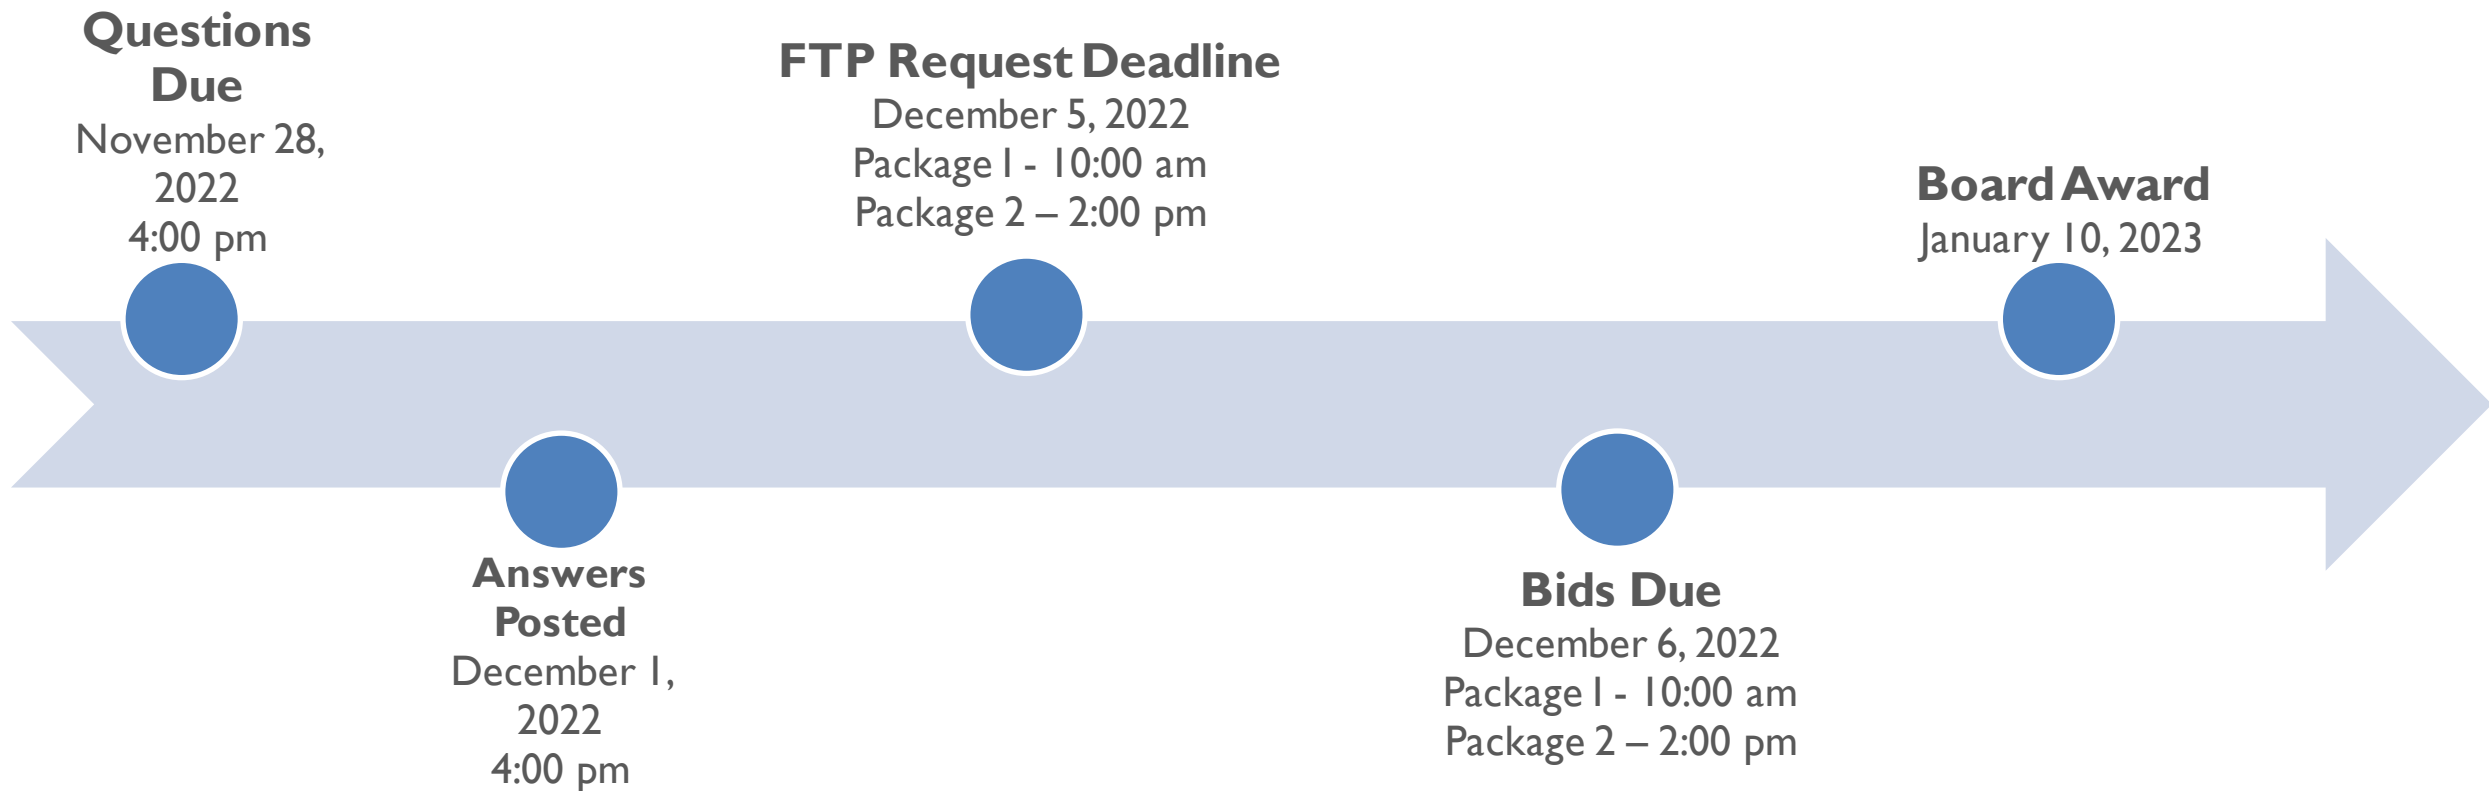 Questions
Due
November 28,
2022
4:00 pm
Answers
Posted
December 1,
2022
4:00 pm
FTP Request Deadline
December 5, 2022
Package 1 - 10:00 am
Package 2 – 2:00 pm
Bids Due
December 6, 2022
Package 1 - 10:00 am
Package 2 – 2:00 pm
Board Award
January 10, 2023